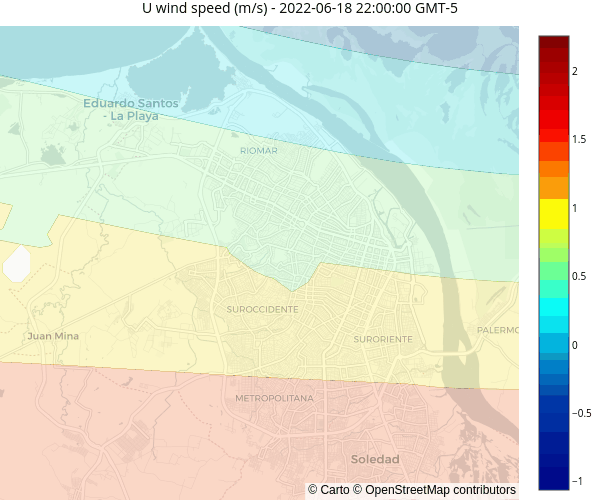 U wind speed (m/s) - 2022-06-18 22:00:00 GMT-5
Eduardo Santos
- La Playa
RIOMAR
SUROCCIDENTE
Juan Mina
SURORIENTE
PALERMO
METROPOLITANA
Soledad
© Carto © OpenStreetMap contributors
2
1.5
1
0.5
0
−0.5
−1